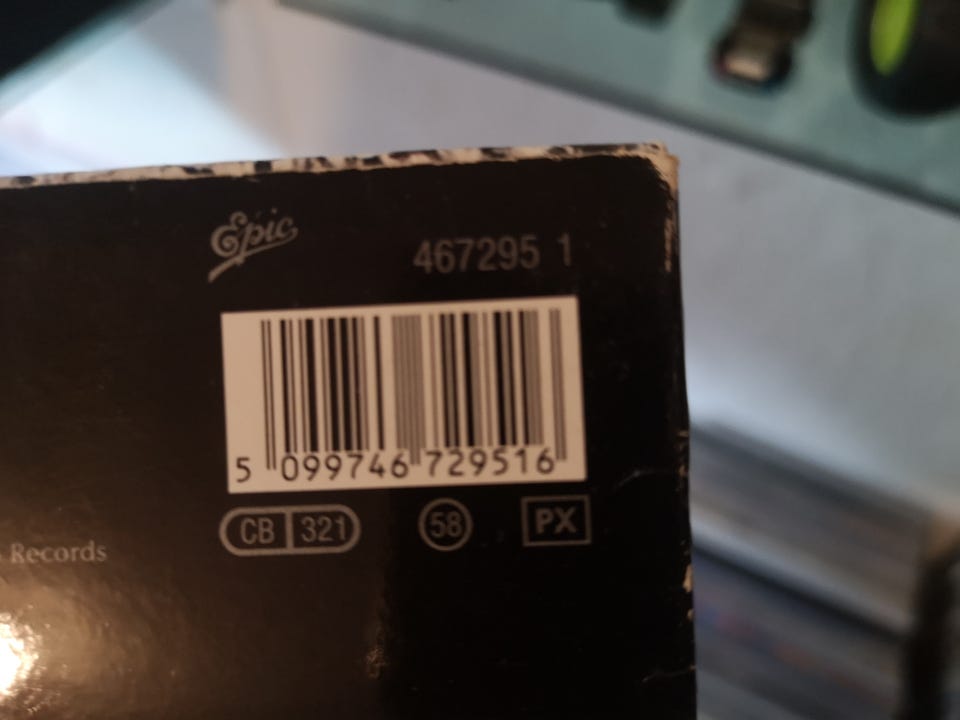 Epic
467295 1
5 099746 729516
CB 321
58
PX
Records